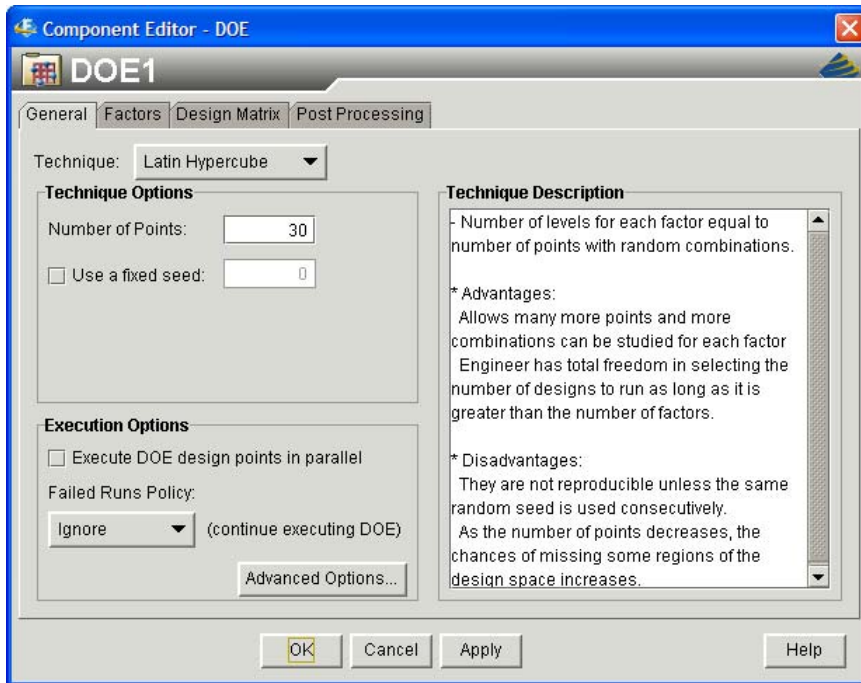 Component Editor - DOE
DOE1
General Factors Design Matrix Post Processing
Technique: Latin Hypercube
Technique Options
Number of Points: 30
Use a fixed seed: 0
Execution Options
Execute DOE design points in parallel
Failed Runs Policy:
Ignore (continue executing DOE)
Advanced Options...
Technique Description
- Number of levels for each factor equal to
number of points with random combinations.
* Advantages:
Allows many more points and more
combinations can be studied for each factor
Engineer has total freedom in selecting the
number of designs to run as long as it is
greater than the number of factors.
* Disadvantages:
They are not reproducible unless the same
random seed is used consecutively.
As the number of points decreases, the
chances of missing some regions of the
design space increases.
OK Cancel Apply Help